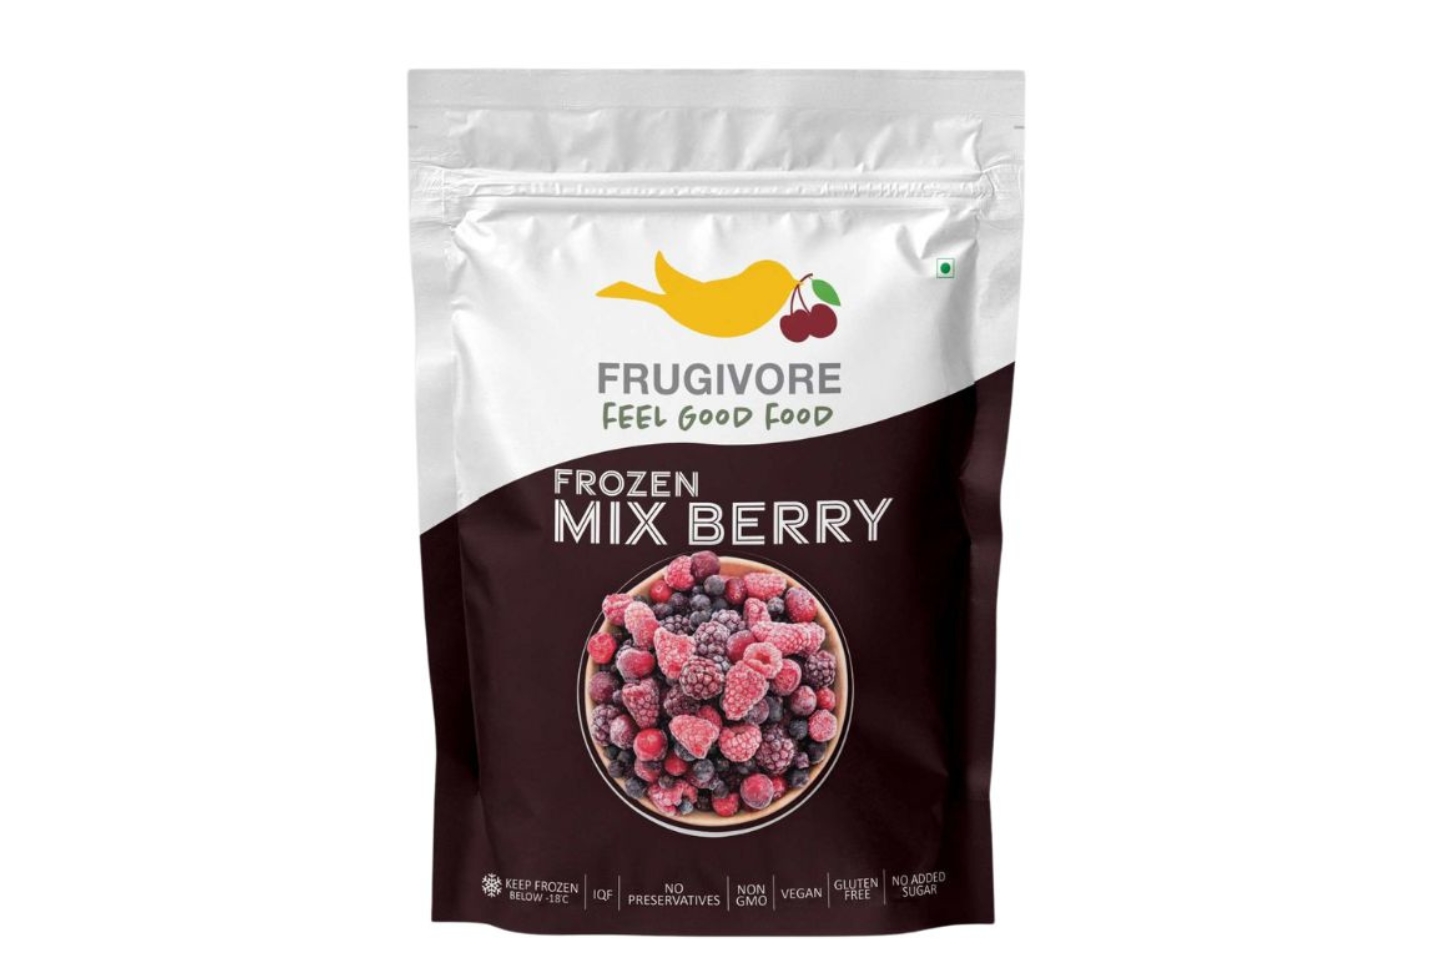 FRUGIVORE
FEEL GOOD FOOD
FROZEN
MIX BERRY
KEEP FROZEN
BELOW -18°C
IQF
NO
PRESERVATIVES
NON
GMO
VEGAN
GLUTEN
FREE
NO ADDED
SUGAR